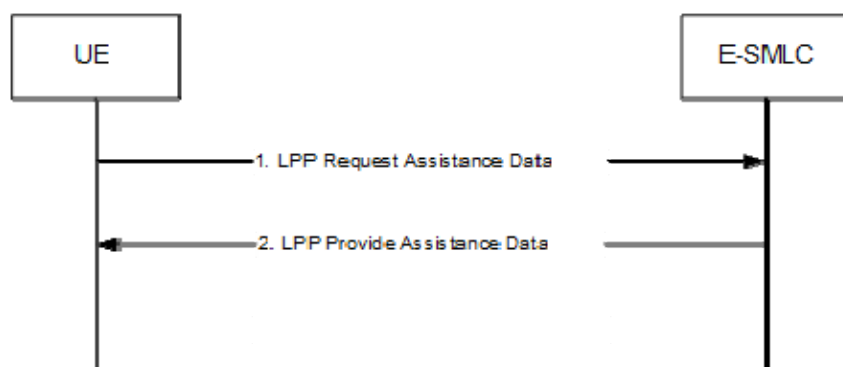 UE
E-SMLC
1. LPP Request Assistance Data
2. LPP Provide Assistance Data